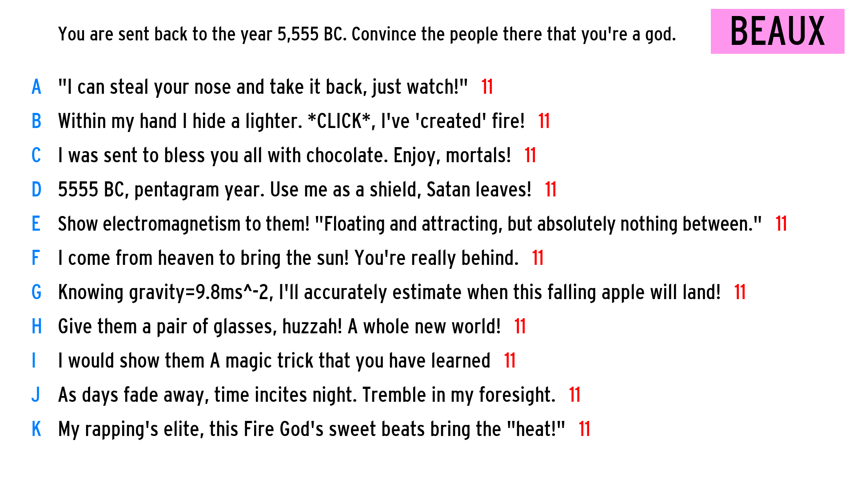 You are sent back to the year 5,555 BC. Convince the people there that you're a god.
BEAUX
A "I can steal your nose and take it back, just watch!" 11
B Within my hand I hide a lighter. *CLICK*, I've 'created' fire! 11
C I was sent to bless you all with chocolate. Enjoy, mortals! 11
D 5555 BC, pentagram year. Use me as a shield, Satan leaves! 11
E Show electromagnetism to them! "Floating and attracting, but absolutely nothing between." 11
F I come from heaven to bring the sun! You're really behind. 11
G Knowing gravity=9.8ms^-2, I'll accurately estimate when this falling apple will land! 11
H Give them a pair of glasses, huzzah! A whole new world! 11
I I would show them A magic trick that you have learned 11
J As days fade away, time incites night. Tremble in my foresight. 11
K My rapping's elite, this Fire God's sweet beats bring the "heat!" 11